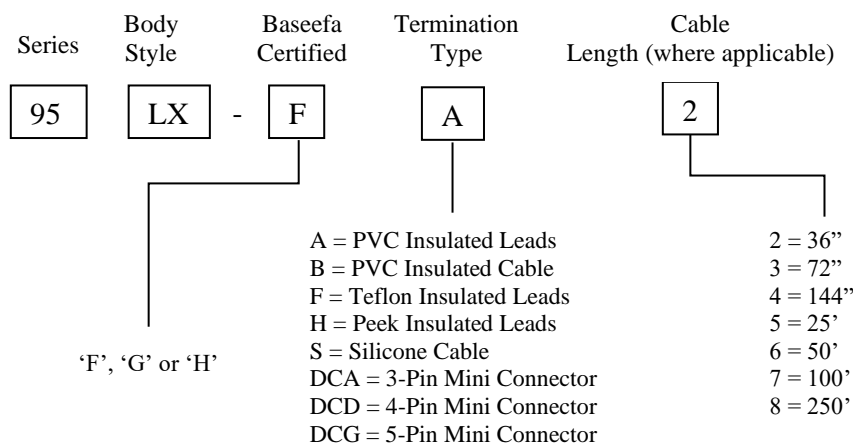 Series
Body
Style
Baseefa
Certified
Termination
Type
Cable
Length (where applicable)
95 LX - F A 2
A = PVC Insulated Leads
B = PVC Insulated Cable
F = Teflon Insulated Leads
H = Peek Insulated Leads
S = Silicone Cable
DCA = 3-Pin Mini Connector
DCD = 4-Pin Mini Connector
DCG = 5-Pin Mini Connector
2 = 36”
3 = 72”
4 = 144”
5 = 25’
6 = 50’
7 = 100’
8 = 250’
‘F’, ‘G’ or ‘H’